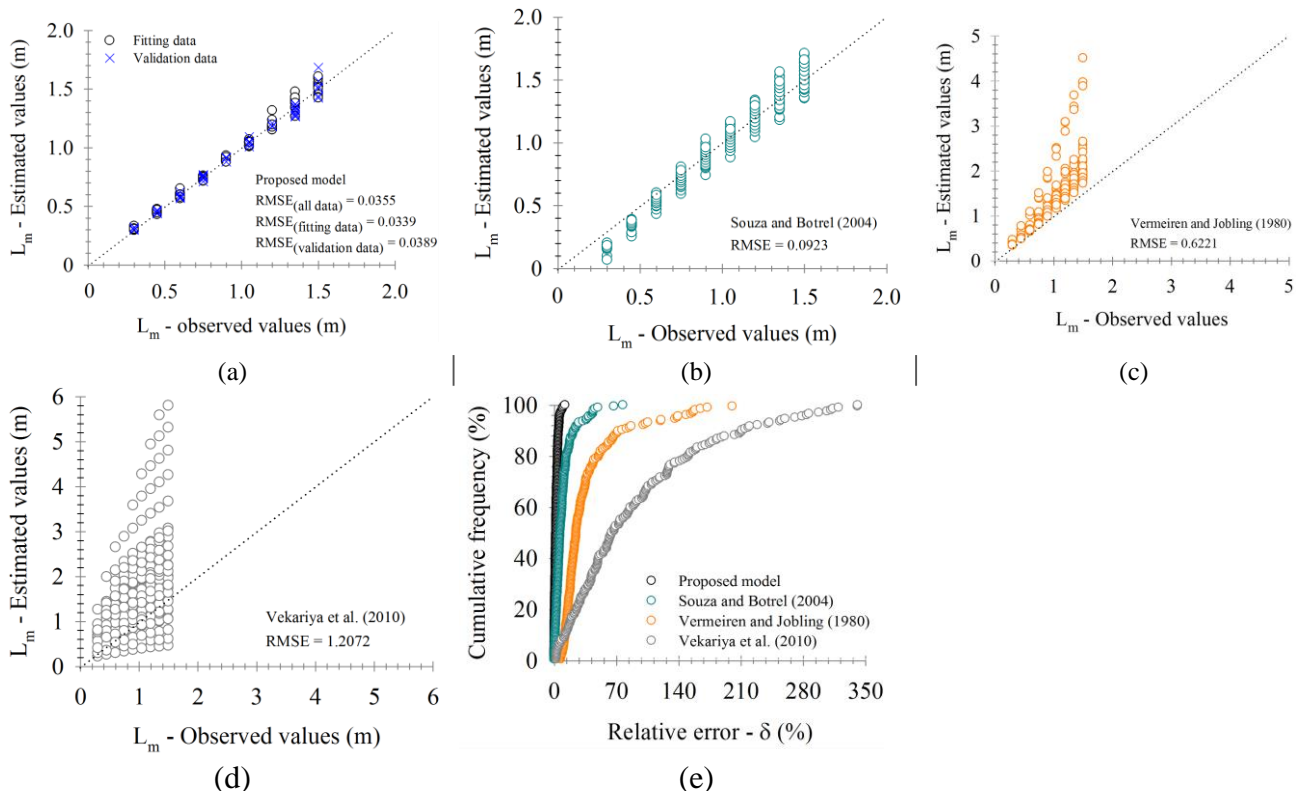 2.0
1.5
1.0
0.5
0
0 0.5 1.0 1.5 2.0
Lm - Estimated values (m)
Fitting data
Validation data
Proposed model
RMSE(all data) = 0.0355
RMSE(fitting data) = 0.0339
RMSE(validation data) = 0.0389
Lm - observed values (m)
(a)
2.0
1.5
1.0
0.5
0
0 0.5 1.0 1.5 2.0
Lm - Estimated values (m)
Souza and Botrel (2004)
RMSE = 0.0923
Lm - Observed values (m)
(b)
5
4
3
2
1
0
0 1 2 3 4 5
Lm - Estimated values (m)
Vermeiren and Jobling (1980)
RMSE = 0.6221
Lm - Observed values
(c)
6
5
4
3
2
1
0
0 1 2 3 4 5 6
Lm - Estimated values (m)
Vekariya et al. (2010)
RMSE = 1.2072
Lm - Observed values (m)
(d)
100
80
60
40
20
0
0 70 140 210 280 350
Cumulative frequency (%)
Proposed model
Souza and Botrel (2004)
Vermeiren and Jobling (1980)
Vekariya et al. (2010)
Relative error - δ (%)
(e)